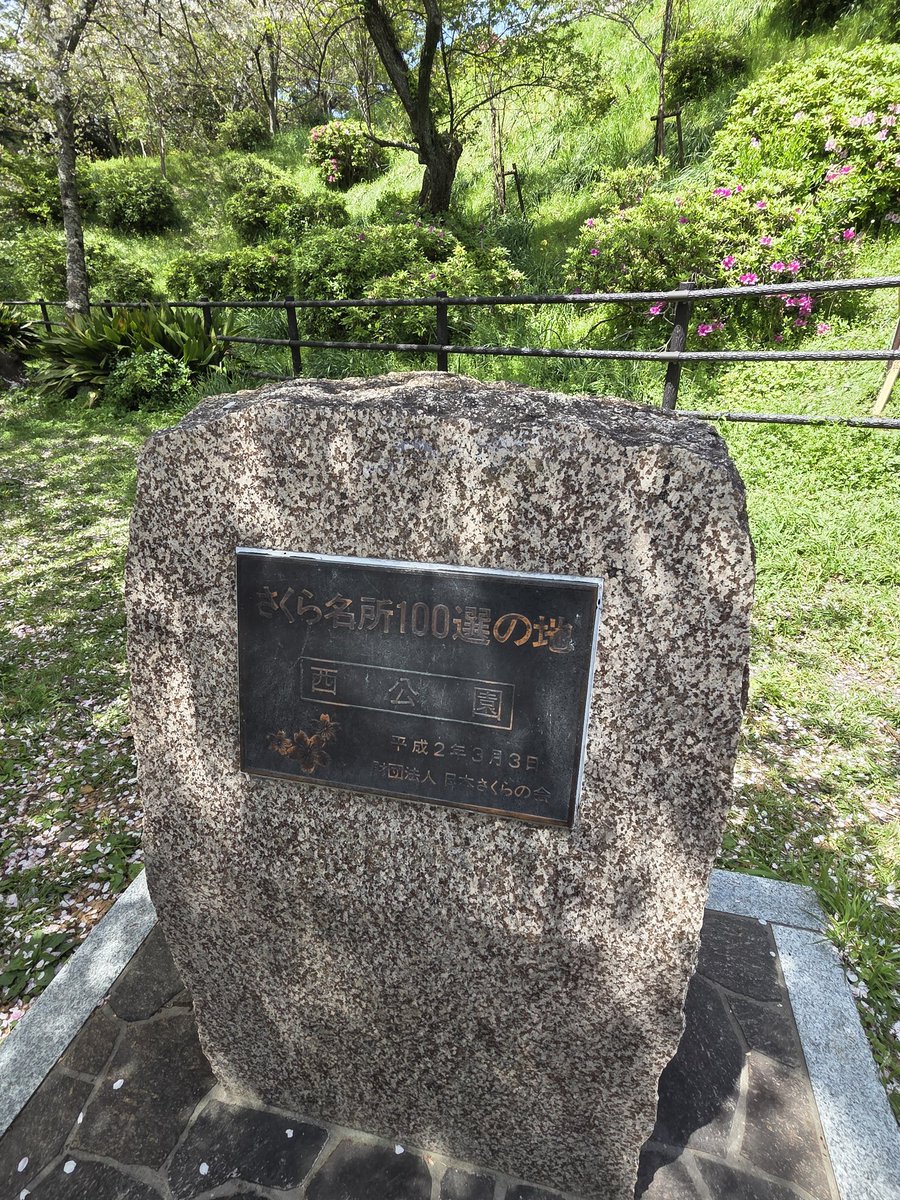 さくら名所100選の地
西公園
平成2年3月3日
財団法人 日本さくらの会